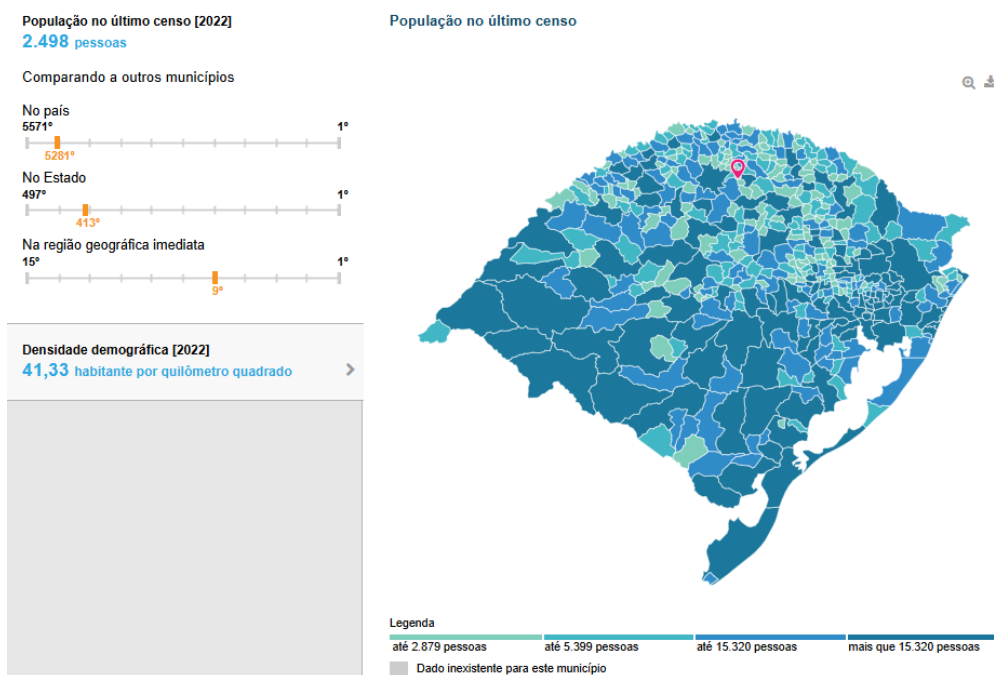 População no último censo [2022]
2.498 pessoas
Comparando a outros municípios
No país
5571º 1º
5281º
No Estado
497º 1º
413º
Na região geográfica imediata
15º 1º
9º
Densidade demográfica [2022]
41,33 habitante por quilômetro quadrado
População no último censo
Legenda
até 2.879 pessoas até 5.399 pessoas até 15.320 pessoas mais que 15.320 pessoas
Dado inexistente para este município